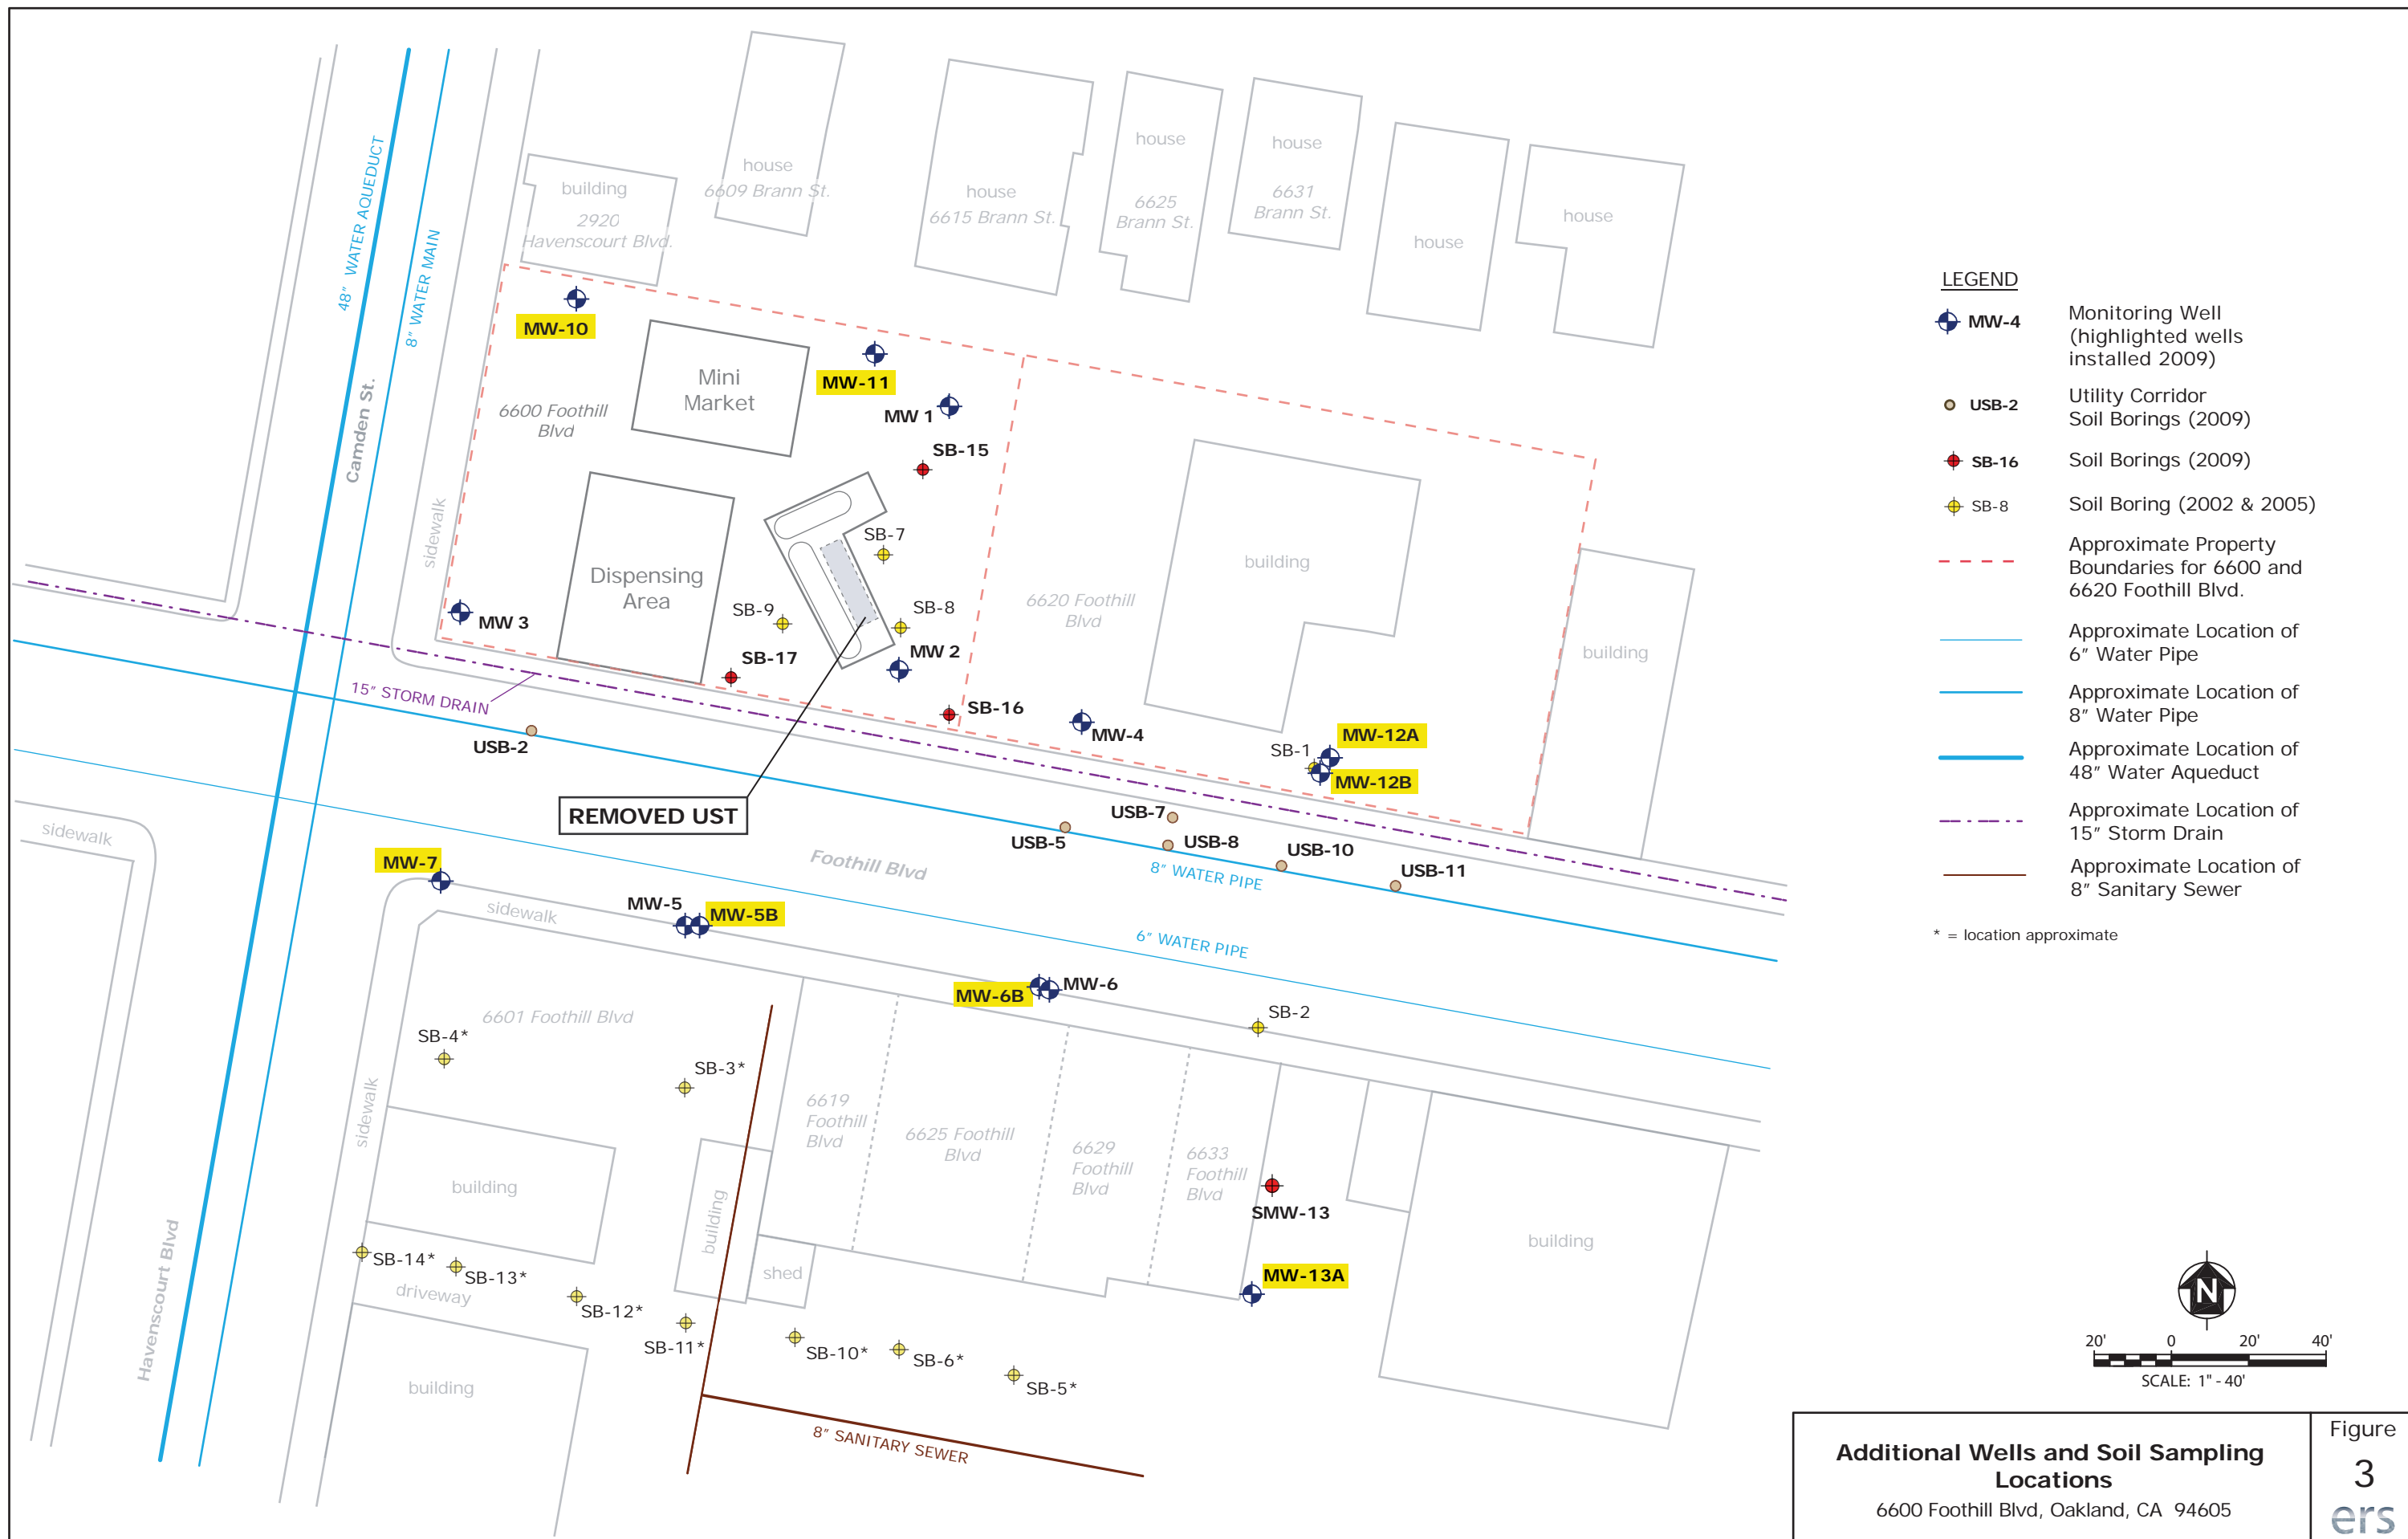 house
6609 Brann St.
house
6615 Brann St.
house
6625
Brann St.
house
6631
Brann St.
house
house
building
2920
Havenscourt Blvd.
48” WATER AQUEDUCT
8” WATER MAIN
Camden St.
sidewalk
MW-10
MW-11
MW 1
Mini
Market
6600 Foothill
Blvd
SB-15
SB-7
Dispensing
Area
SB-9
SB-8
MW 2
MW 3
SB-17
SB-16
6620 Foothill
Blvd
building
building
MW-4
SB-1
MW-12A
MW-12B
15” STORM DRAIN
USB-2
REMOVED UST
USB-7
USB-5
USB-8
USB-10
USB-11
8” WATER PIPE
Foothill Blvd
6” WATER PIPE
sidewalk
MW-7
sidewalk
MW-5
MW-5B
MW-6B
MW-6
SB-2
6601 Foothill Blvd
SB-4*
SB-3*
sidewalk
6619
Foothill
Blvd
6625 Foothill
Blvd
6629
Foothill
Blvd
6633
Foothill
Blvd
SMW-13
MW-13A
building
building
building
shed
SB-14*
SB-13*
driveway
SB-12*
SB-11*
SB-10*
SB-6*
SB-5*
building
Havenscourt Blvd
8” SANITARY SEWER
LEGEND
MW-4
Monitoring Well
(highlighted wells
installed 2009)
USB-2
Utility Corridor
Soil Borings (2009)
SB-16
Soil Borings (2009)
SB-8
Soil Boring (2002 & 2005)
Approximate Property
Boundaries for 6600 and
6620 Foothill Blvd.
Approximate Location of
6” Water Pipe
Approximate Location of
8” Water Pipe
Approximate Location of
48” Water Aqueduct
Approximate Location of
15” Storm Drain
Approximate Location of
8” Sanitary Sewer
* = location approximate
N
20' 0 20' 40'
SCALE: 1" - 40'
Additional Wells and Soil Sampling
Locations
6600 Foothill Blvd, Oakland, CA 94605
Figure
3
ers